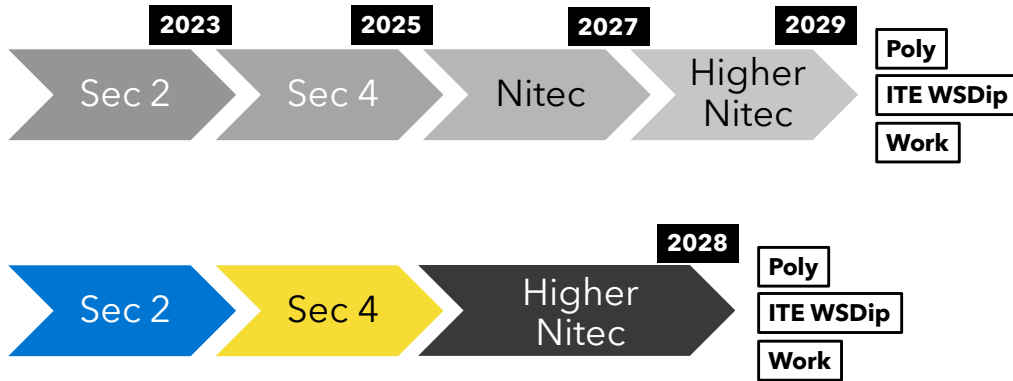 2023
2025
2027
2029
Sec 2
Sec 4
Nitec
Higher
Nitec
Poly
ITE WSDip
Work
2028
Sec 2
Sec 4
Higher
Nitec
Poly
ITE WSDip
Work